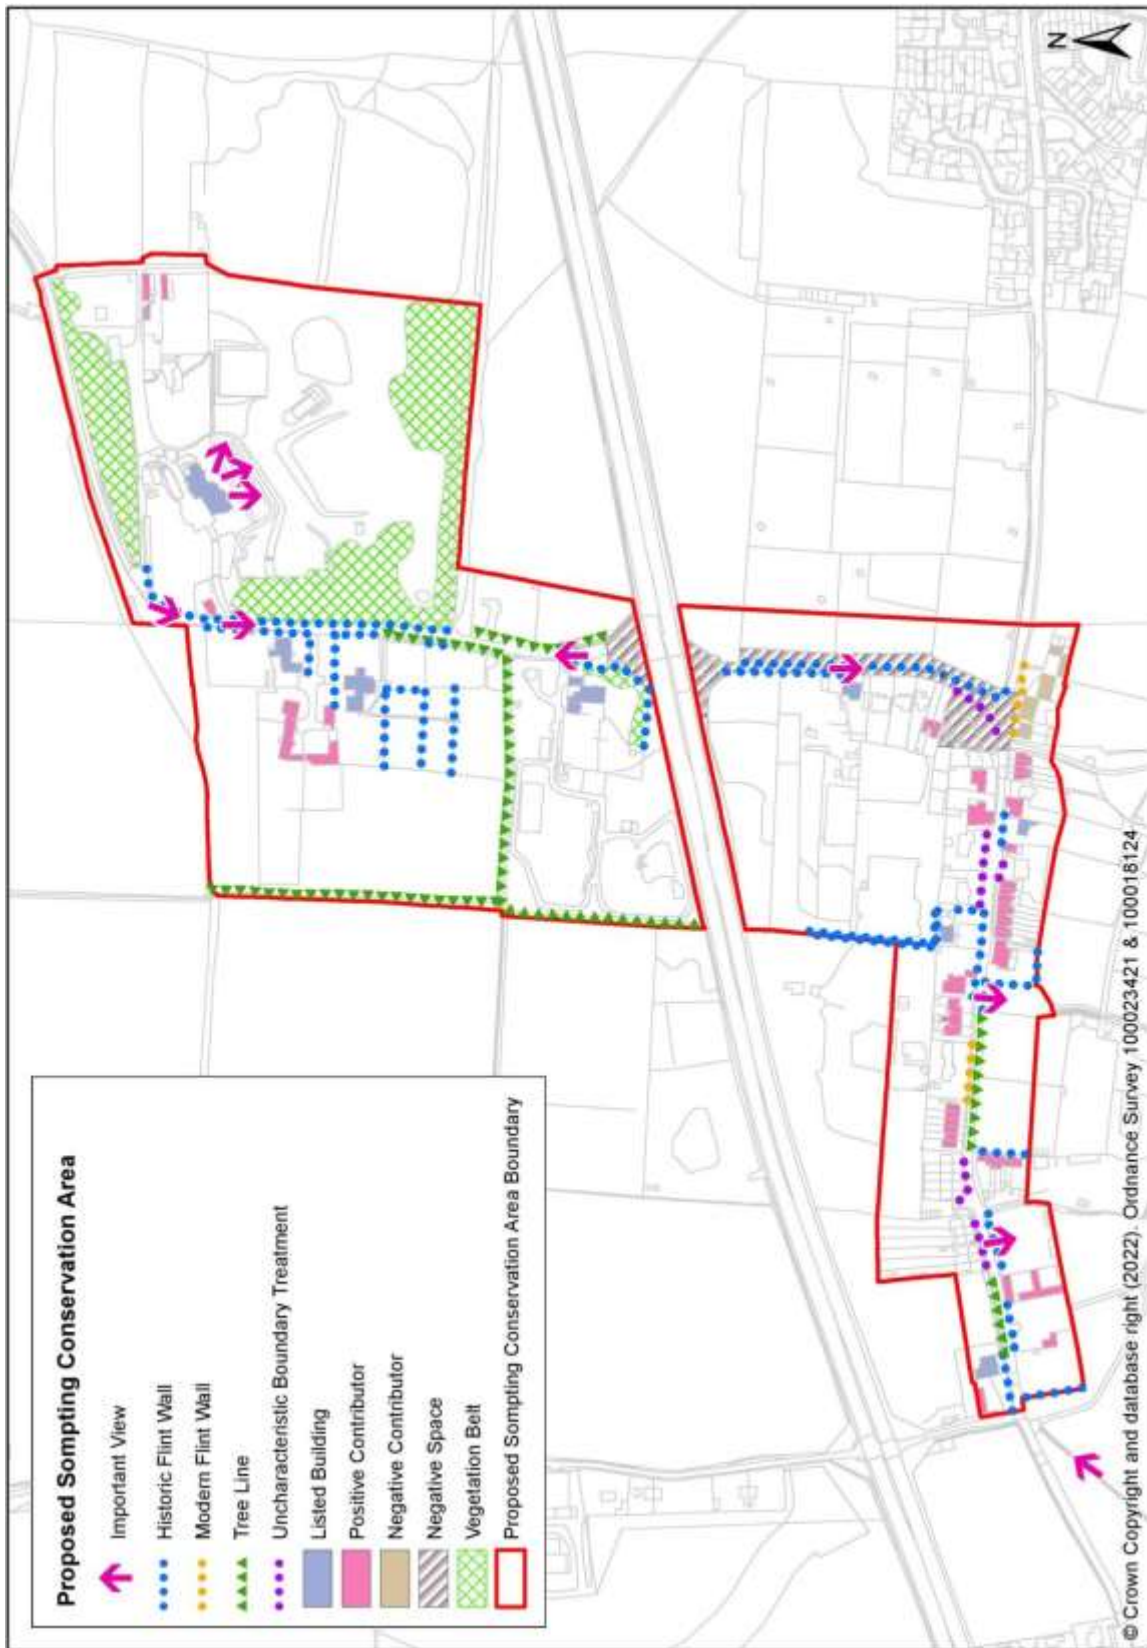 Proposed Sompting Conservation Area
Important View
Historic Flint Wall
Modern Flint Wall
Tree Line
Uncharacteristic Boundary Treatment
Listed Building
Positive Contributor
Negative Contributor
Negative Space
Vegetation Belt
Proposed Sompting Conservation Area Boundary
N
© Crown Copyright and database right (2022). Ordnance Survey 100023421 & 100018124